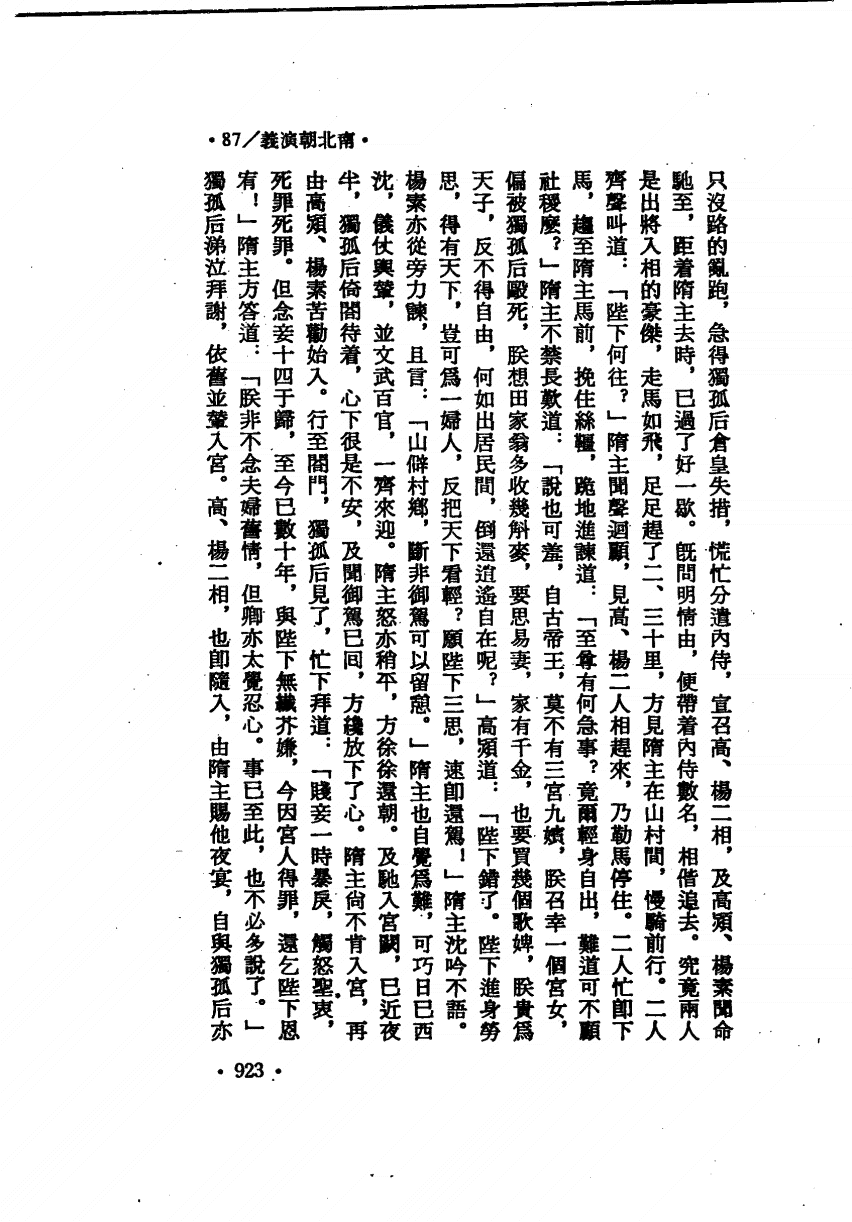 •87／義演朝北南•
只沒路的亂跑，急得獨孤后倉皇失措，慌忙分遣內侍，宣召高、楊二相，及高熲、楊素聞命
馳至，距着隋主去時，已過了好一歇。旣問明情由，便帶着內侍數名，相偕追去。究竟兩人
是出將入相的豪傑，走馬如飛，足足趕了二、三十里，方見隋主在山村間，慢騎前行。二人
齊聲叫道：「陛下何往？」隋主聞聲迴顧，見高、楊二人相趕來，乃勒馬停住。二人忙卽下
馬，趨至隋主馬前，挽住絲韁，跪地進諫道：「至尊有何急事？竟爾輕身自出，難道可不顧
社稷麽？」隋主不禁長歎道：「說也可羞，自古帝王，莫不有三宮九嬪，朕召幸一個宮女，
偏被獨孤后毆死，朕想田家翁多收幾斛麥，要思易妻，家有千金，也要買幾個歌婢，朕貴爲
天子，反不得自由，何如出居民間，倒還逍遙自在呢？」高熲道：「陛下錯了。陛下進身勞
思，得有天下，豈可爲一婦人，反把天下看輕？願陛下三思，速卽還駕！」隋主沈吟不語。
楊素亦從旁力諫，且言：「山僻村鄉，斷非御駕可以留憩。」隋主也自覺爲難，可巧日已西
沈，儀仗輿輦，並文武百官，一齊來迎。隋主怒亦稍平，方徐徐還朝。及馳入宮闕，已近夜
半，獨孤后倚閤待着，心下很是不安，及聞御駕已回，方纔放下了心。隋主尙不肯入宮，再
由高熲、楊素苦勸始入。行至閤門，獨孤后見了，忙下拜道：「賤妾一時暴戾，觸怒聖衷，
死罪死罪。但念妾十四于歸，至今已數十年，與陛下無纖芥嫌，今因宮人得罪，還乞陛下恩
宥！」隋主方答道：「朕非不念夫婦舊情，但卿亦太覺忍心。事已至此，也不必多說了。」
獨孤后涕泣拜謝，依舊並輦入宮。高、楊二相，也卽隨入，由隋主賜他夜宴，自與獨孤后亦
•923•